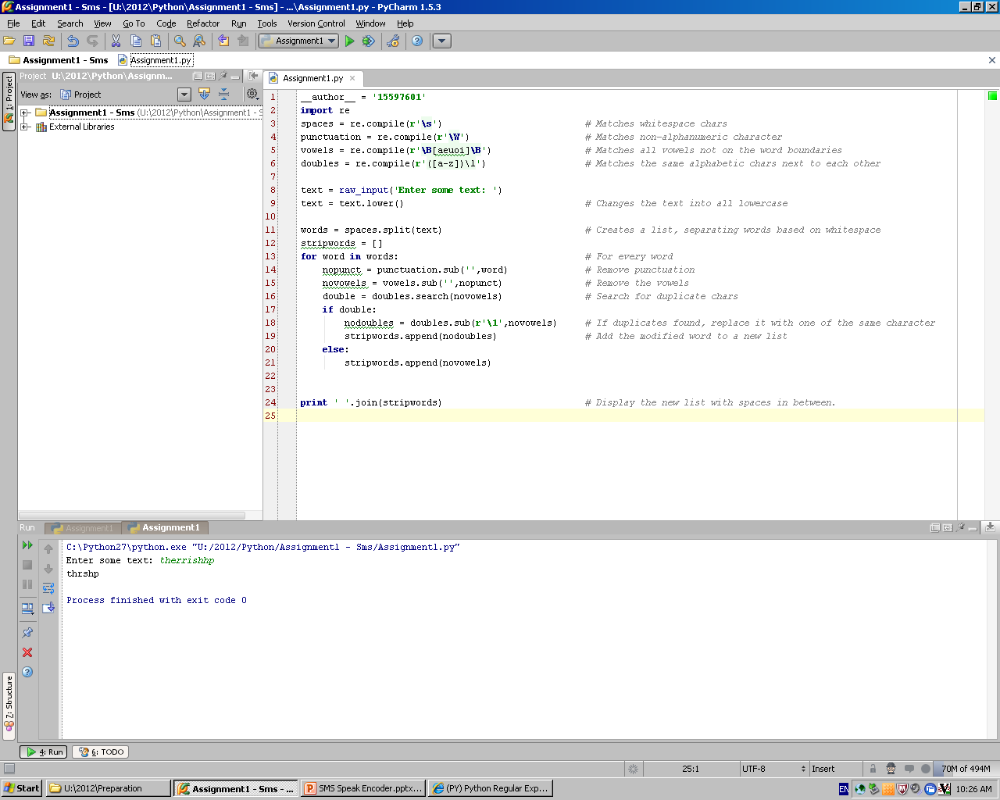 Assignment1 - Sms - [U:\2012\Python\Assignment1 - Sms] - ...\Assignment1.py - PyCharm 1.5.3
File Edit Search View Go To Code Refactor Run Tools Version Control Window Help
Assignment1
Assignment1 - Sms Assignment1.py
1: Project
Project U:\2012\Python\Assignm...
View as: Project
Assignment1 - Sms (U:\2012\Python\Assignment1 - S
External Libraries
Assignment1.py
1 __author__ = '15597601'
2 import re
3 spaces = re.compile(r'\s') # Matches whitespace chars
4 punctuation = re.compile(r'\W') # Matches non-alphanumeric character
5 vowels = re.compile(r'\B[aeuoi]\B') # Matches all vowels not on the word boundaries
6 doubles = re.compile(r'([a-z])\1') # Matches the same alphabetic chars next to each other
7
8 text = raw_input('Enter some text: ')
9 text = text.lower() # Changes the text into all lowercase
10
11 words = spaces.split(text) # Creates a list, separating words based on whitespace
12 stripwords = []
13 for word in words: # For every word
14 nopunct = punctuation.sub('',word) # Remove punctuation
15 novowels = vowels.sub('',nopunct) # Remove the vowels
16 double = doubles.search(novowels) # Search for duplicate chars
17 if double:
18 nodoubles = doubles.sub(r'\1',novowels) # If duplicates found, replace it with one of the same character
19 stripwords.append(nodoubles) # Add the modified word to a new list
20 else:
21 stripwords.append(novowels)
22
23
24 print ' '.join(stripwords) # Display the new list with spaces in between.
25
Run Assignment1 Assignment1
C:\Python27\python.exe "U:/2012/Python/Assignment1 - Sms/Assignment1.py"
Enter some text: therrishhp
thrshp
Process finished with exit code 0
Z: Structure
4: Run 6: TODO
25:1 UTF-8 Insert 70M of 494M
Start U:\2012\Preparation Assignment1 - Sms - ... SMS Speak Encoder.pptx... (PY) Python Regular Exp... EN 10:26 AM